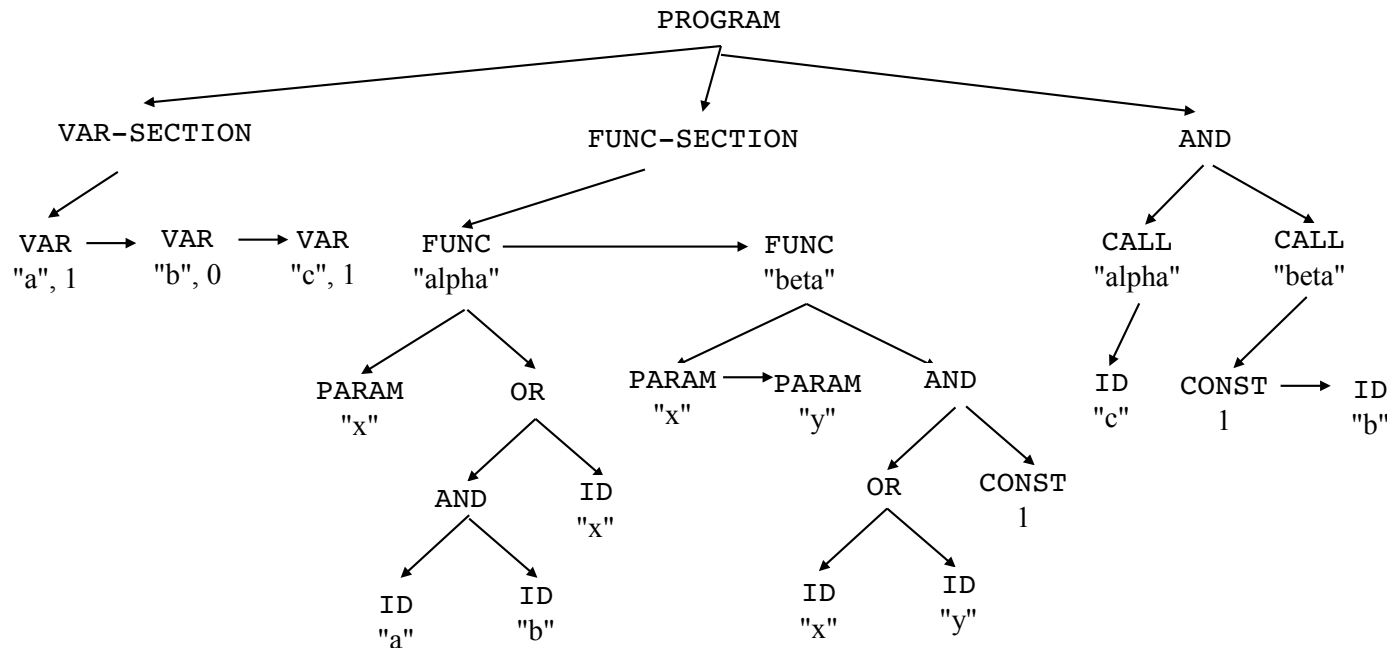 PROGRAM
VAR-SECTION FUNC-SECTION AND
VAR VAR VAR FUNC FUNC CALL CALL
"a", 1 "b", 0 "c", 1 "alpha" "beta" "alpha" "beta"
PARAM OR PARAM PARAM AND ID CONST ID
"x" "x" "y" "c" 1 "b"
AND ID OR CONST
"x" 1
ID ID ID ID
"a" "b" "x" "y"